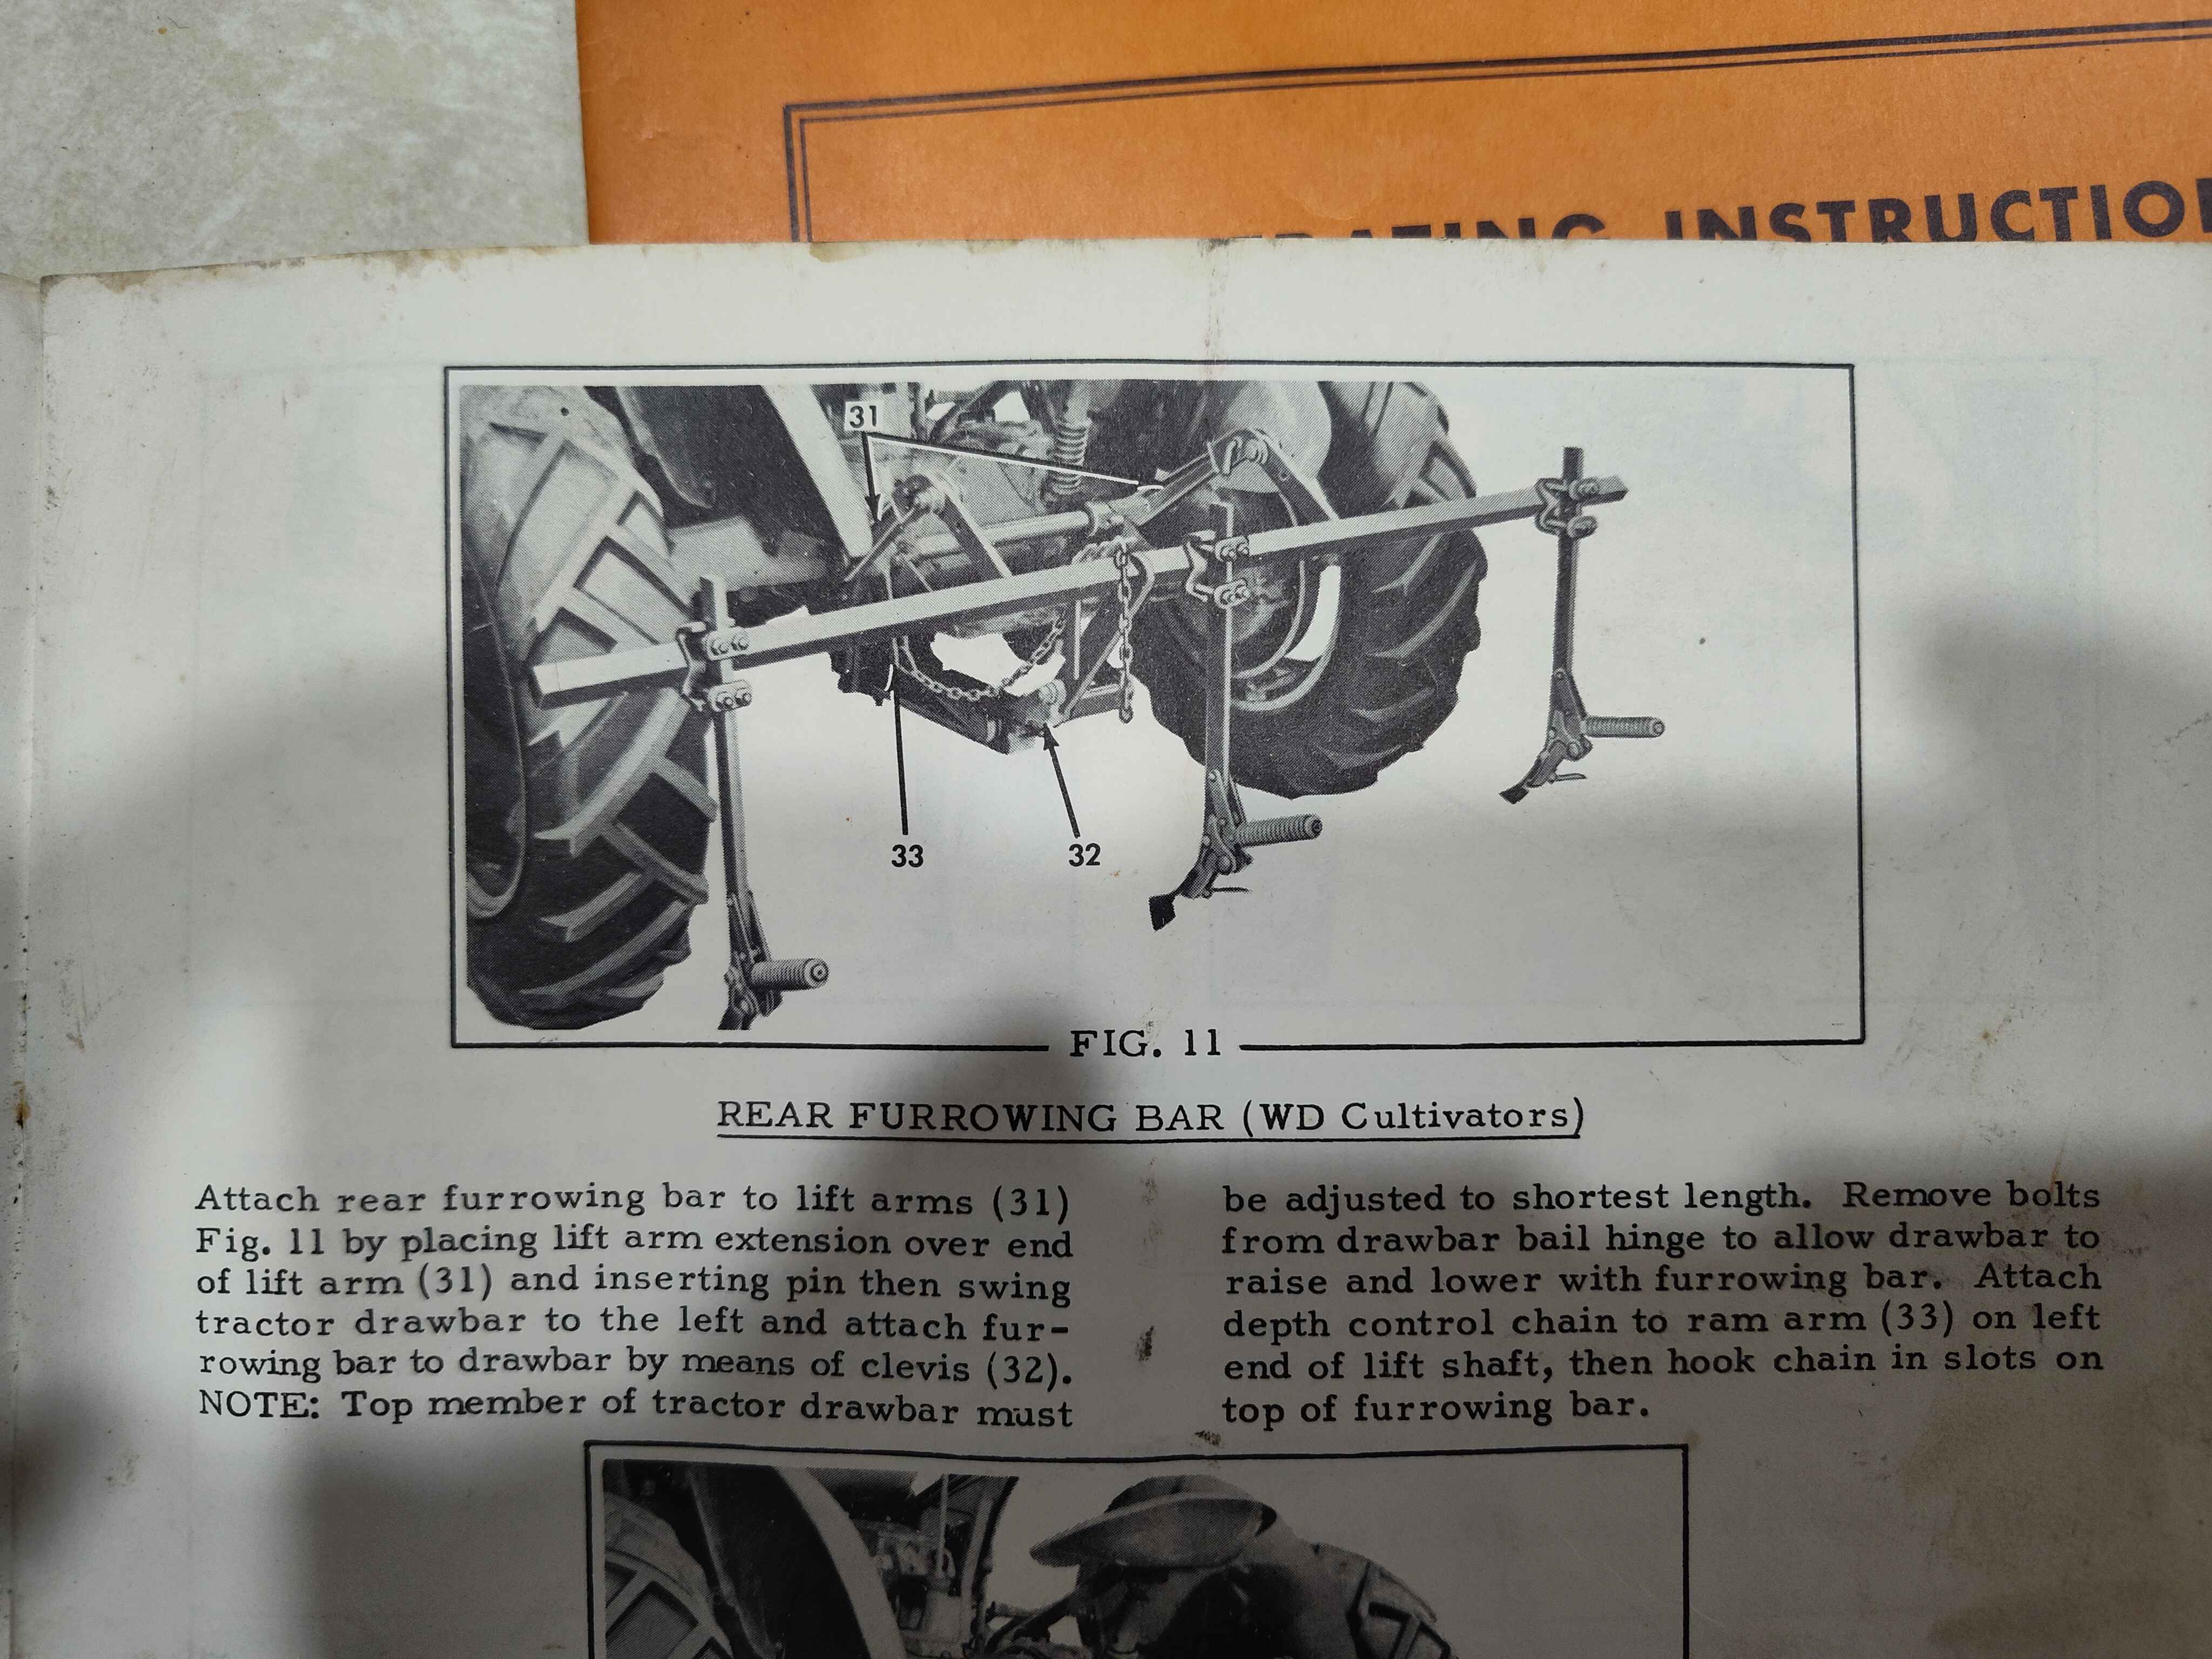 INSTRUCTION
31
33
32
FIG. 11
REAR FURROWING BAR (WD Cultivators)
Attach rear furrowing bar to lift arms (31)
Fig. 11 by placing lift arm extension over end
of lift arm (31) and inserting pin then swing
tractor drawbar to the left and attach fur-
rowing bar to drawbar by means of clevis (32).
NOTE: Top member of tractor drawbar must
be adjusted to shortest length. Remove bolts
from drawbar bail hinge to allow drawbar to
raise and lower with furrowing bar. Attach
depth control chain to ram arm (33) on left
end of lift shaft, then hook chain in slots on
top of furrowing bar.